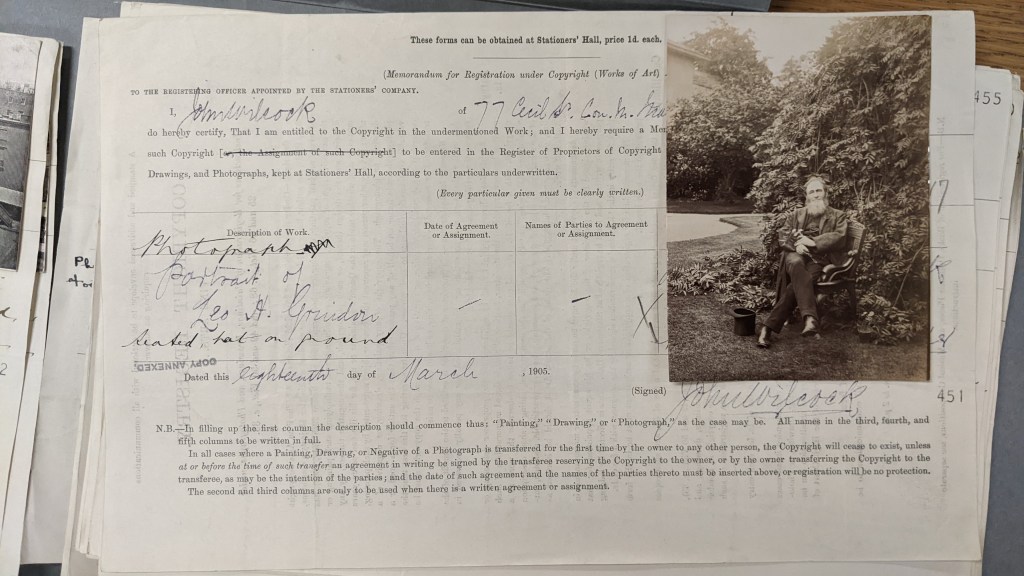 These forms can be obtained at Stationers' Hall, price 1d. each.
(Memorandum for Registration under Copyright (Works of Art)
TO THE REGISTERING OFFICER APPOINTED BY THE STATIONERS' COMPANY.
I, John Wilcock of 77 Cecil St. Con. M.
do hereby certify, That I am entitled to the Copyright in the undermentioned Work; and I hereby require a
such Copyright [or, the Assignment of such Copyright] to be entered in the Register of Proprietors of Copyright
Drawings, and Photographs, kept at Stationers' Hall, according to the particulars underwritten.
(Every particular given must be clearly written.)
Description of Work.
Date of Agreement or Assignment.
Names of Parties to Agreement or Assignment.
Photograph
portrait of
Leo H. Grindon
seated, hat on ground
– –
X
COPY ANNEXED.
Dated this eighteenth day of March, 1905.
(Signed) John Wilcock
N.B.—In filling up the first column the description should commence thus: "Painting," "Drawing," or "Photograph," as the case may be. All names in the third, fourth, and
fifth columns to be written in full.
In all cases where a Painting, Drawing, or Negative of a Photograph is transferred for the first time by the owner to any other person, the Copyright will cease to exist, unless
at or before the time of such transfer an agreement in writing be signed by the transferee reserving the Copyright to the owner, or by the owner transferring the Copyright to the
transferee, as may be the intention of the parties; and the date of such agreement and the names of the parties thereto must be inserted above, or registration will be no protection.
The second and third columns are only to be used when there is a written agreement or assignment.
455
451